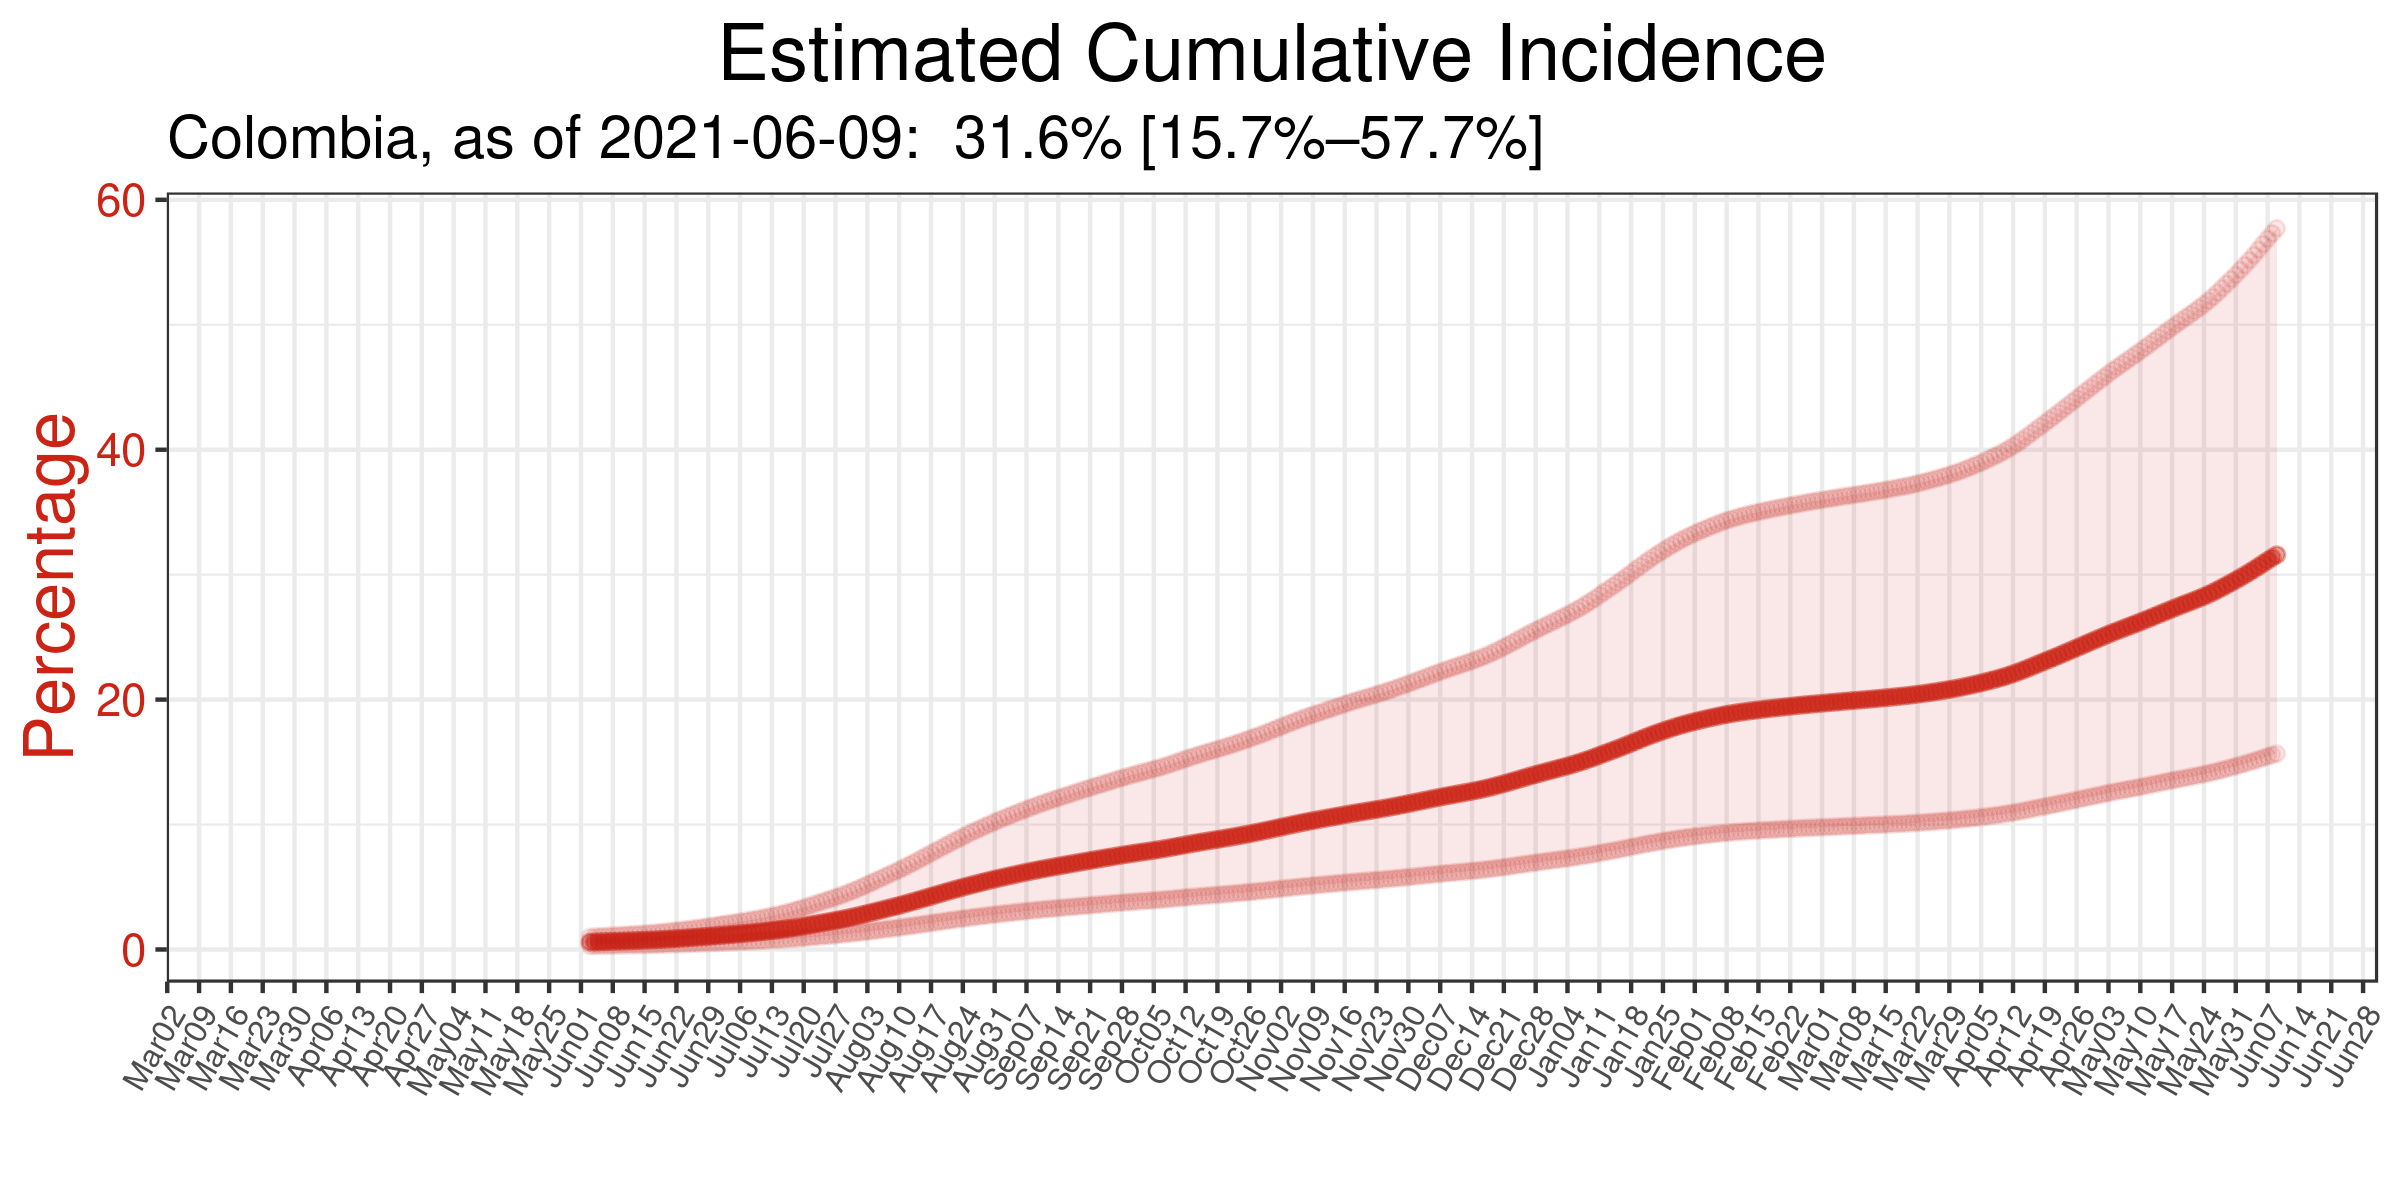 Estimated Cumulative Incidence
Colombia, as of 2021-06-09:  31.6% [15.7%–57.7%]
Percentage
60
40
20
0
Mar02
Mar09
Mar16
Mar23
Mar30
Apr06
Apr13
Apr20
Apr27
May04
May11
May18
May25
Jun01
Jun08
Jun15
Jun22
Jun29
Jul06
Jul13
Jul20
Jul27
Aug03
Aug10
Aug17
Aug24
Aug31
Sep07
Sep14
Sep21
Sep28
Oct05
Oct12
Oct19
Oct26
Nov02
Nov09
Nov16
Nov23
Nov30
Dec07
Dec14
Dec21
Dec28
Jan04
Jan11
Jan18
Jan25
Feb01
Feb08
Feb15
Feb22
Mar01
Mar08
Mar15
Mar22
Mar29
Apr05
Apr12
Apr19
Apr26
May03
May10
May17
May24
May31
Jun07
Jun14
Jun21
Jun28